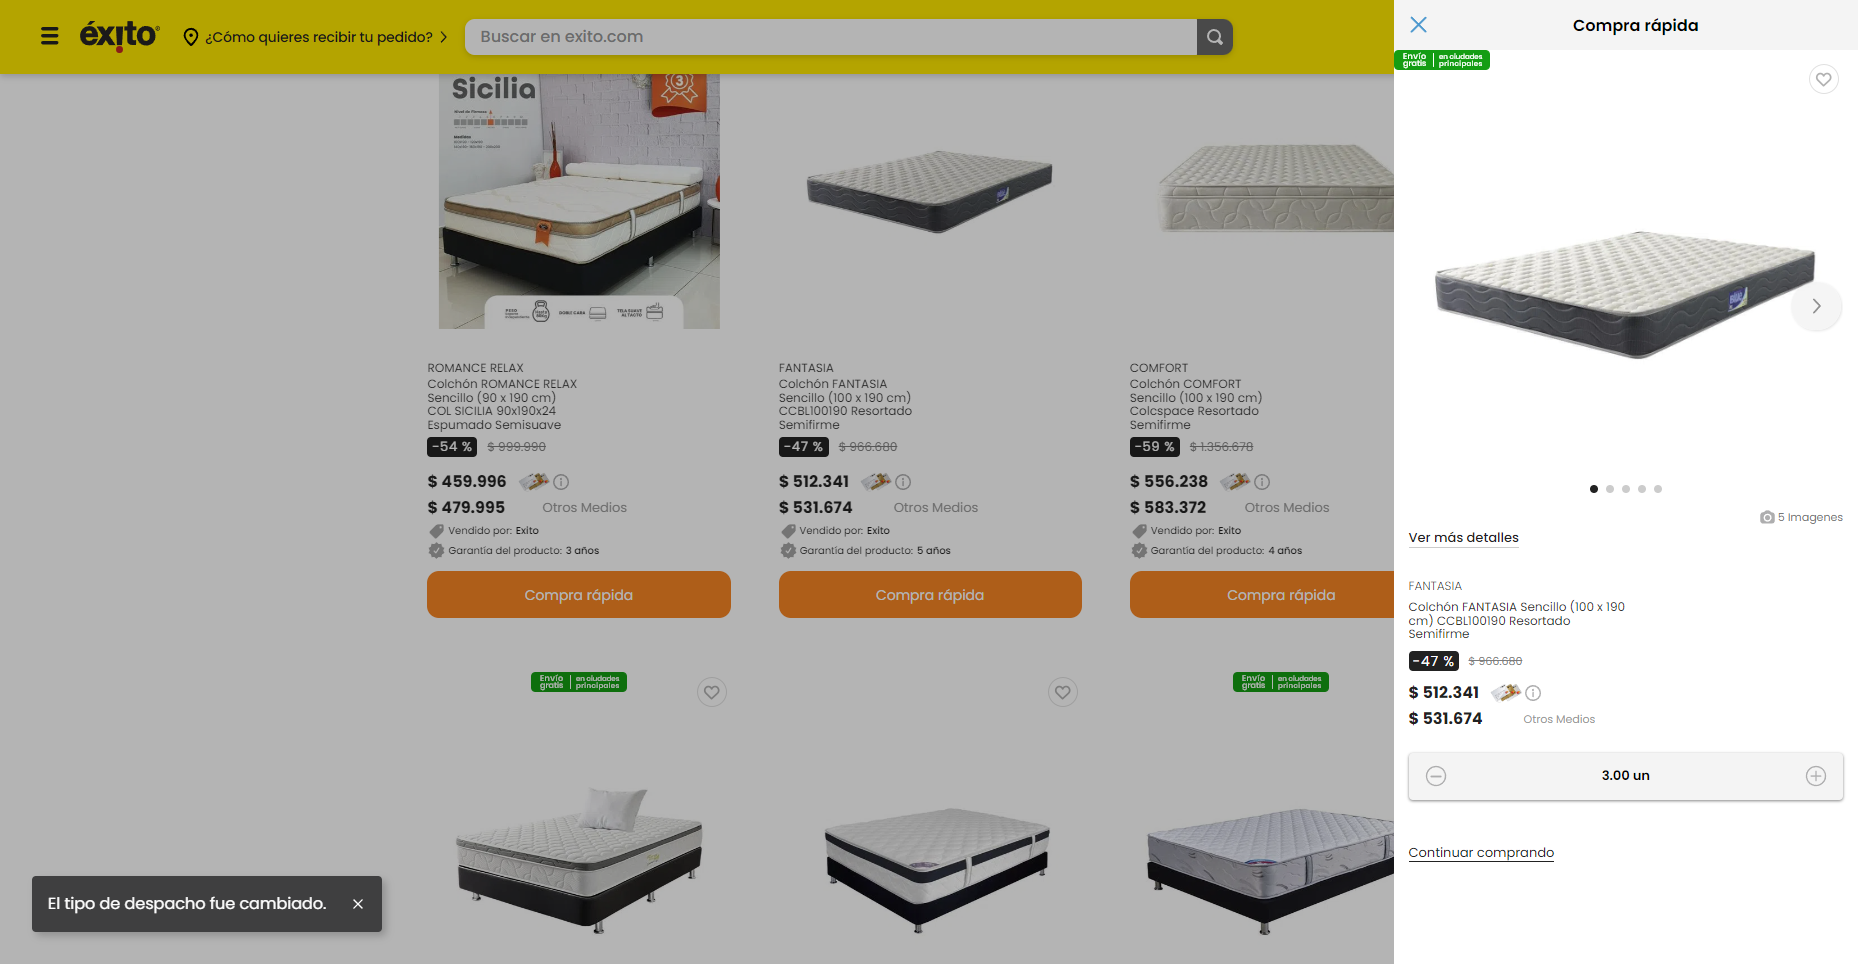 éxito
¿Cómo quieres recibir tu pedido?
Buscar en exito.com
Compra rápida
Envío gratis | en ciudades principales
Sicilia
3
DOBLE CARA
TELA SUAVE AL TACTO
ROMANCE RELAX
Colchón ROMANCE RELAX
Sencillo (90 x 190 cm)
COL SICILIA 90x190x24
Espumado Semisuave
-54 % $ 999.990
$ 459.996
$ 479.995 Otros Medios
Vendido por: Exito
Garantía del producto: 3 años
Compra rápida
FANTASIA
Colchón FANTASIA
Sencillo (100 x 190 cm)
CCBL100190 Resortado
Semifirme
-47 % $ 966.680
$ 512.341
$ 531.674 Otros Medios
Vendido por: Exito
Garantía del producto: 5 años
Compra rápida
COMFORT
Colchón COMFORT
Sencillo (100 x 190 cm)
Colcspace Resortado
Semifirme
-59 % $ 1.356.678
$ 556.238
$ 583.372 Otros Medios
Vendido por: Exito
Garantía del producto: 4 años
Compra rápida
Envío gratis | en ciudades principales
Envío gratis | en ciudades principales
El tipo de despacho fue cambiado.
5 Imagenes
Ver más detalles
FANTASIA
Colchón FANTASIA Sencillo (100 x 190
cm) CCBL100190 Resortado
Semifirme
-47 % $ 966.680
$ 512.341
$ 531.674 Otros Medios
3.00 un
Continuar comprando